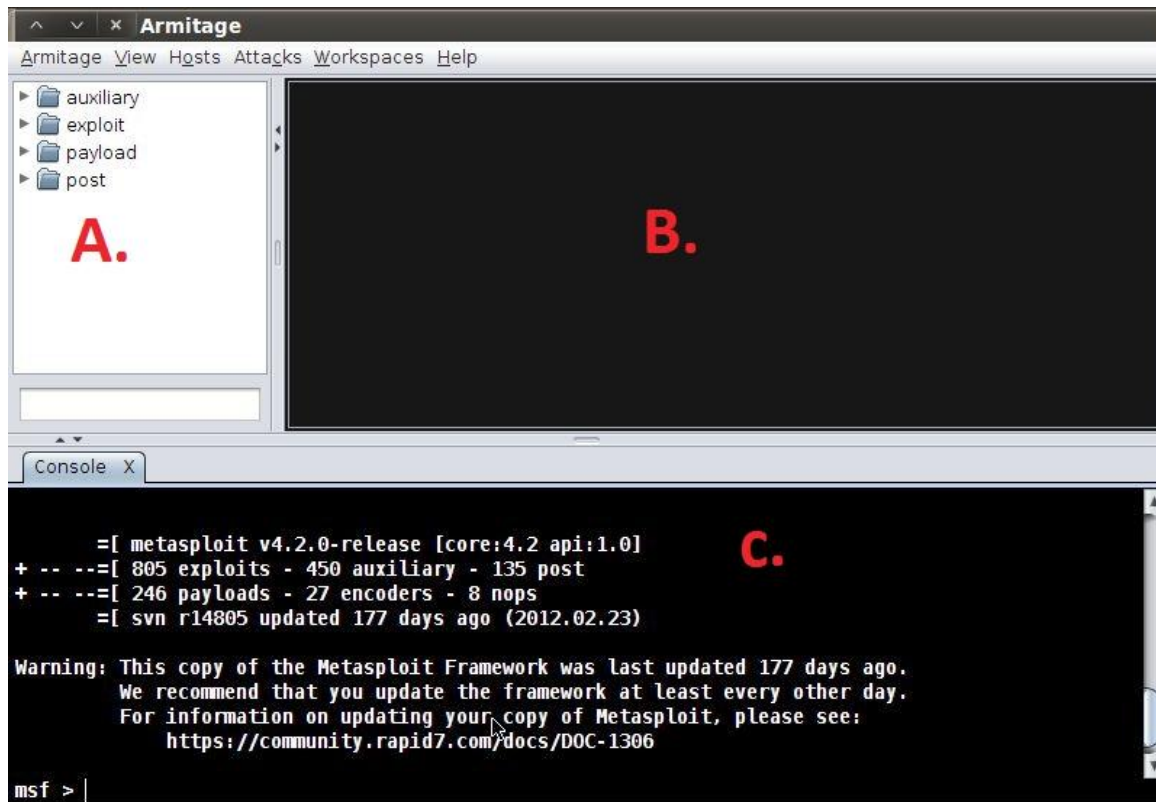 Armitage
Armitage View Hosts Attacks Workspaces Help
auxiliary
exploit
payload
post
A.
B.
Console X
C.
=[ metasploit v4.2.0-release [core:4.2 api:1.0]
+ -- --=[ 805 exploits - 450 auxiliary - 135 post
+ -- --=[ 246 payloads - 27 encoders - 8 nops
=[ svn r14805 updated 177 days ago (2012.02.23)
Warning: This copy of the Metasploit Framework was last updated 177 days ago.
We recommend that you update the framework at least every other day.
For information on updating your copy of Metasploit, please see:
https://community.rapid7.com/docs/DOC-1306
msf >